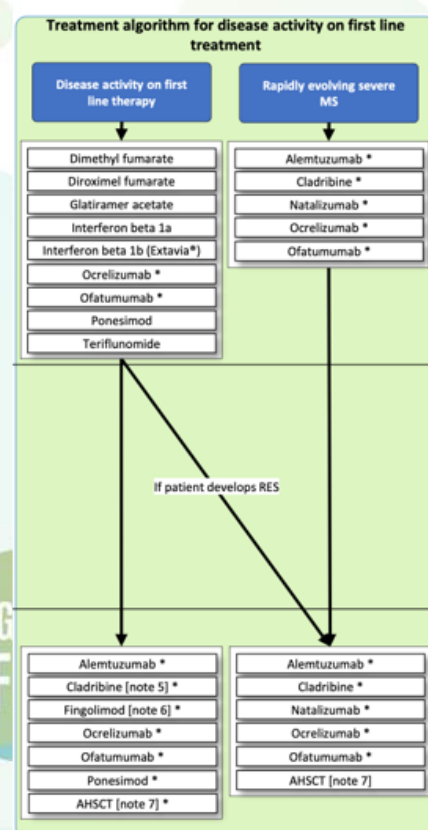 Treatment algorithm for disease activity on first line
treatment
Disease activity on first
line therapy
Dimethyl fumarate
Diroximel fumarate
Glatiramer acetate
Interferon beta 1a
Interferon beta 1b (Extavia*)
Ocrelizumab *
Ofatumumab *
Ponesimod
Teriflunomide
Rapidly evolving severe
MS
Alemtuzumab *
Cladribine *
Natalizumab *
Ocrelizumab *
Ofatumumab *
If patient develops RES
Alemtuzumab *
Cladribine [note 5] *
Fingolimod [note 6] *
Ocrelizumab *
Ofatumumab *
Ponesimod *
AHSCT [note 7] *
Alemtuzumab *
Cladribine *
Natalizumab *
Ocrelizumab *
Ofatumumab *
AHSCT [note 7]